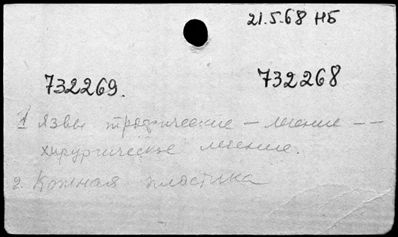 21.5.68 НБ
732269. 732268
1 Язвы трофические – лечение – –
хирургическое лечение.
2. Кожная пластика